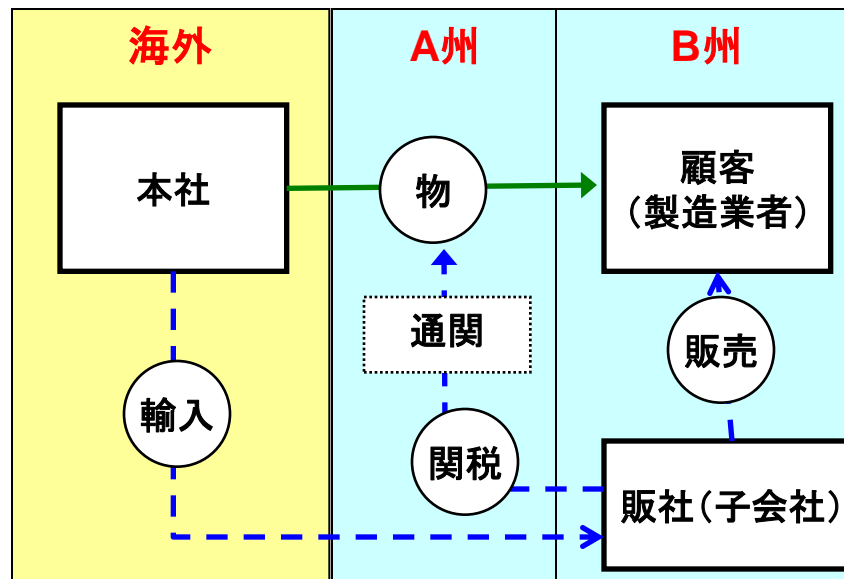 海外
A州
B州
本社
物
顧客
（製造業者）
通関
販売
輸入
関税
販社（子会社）